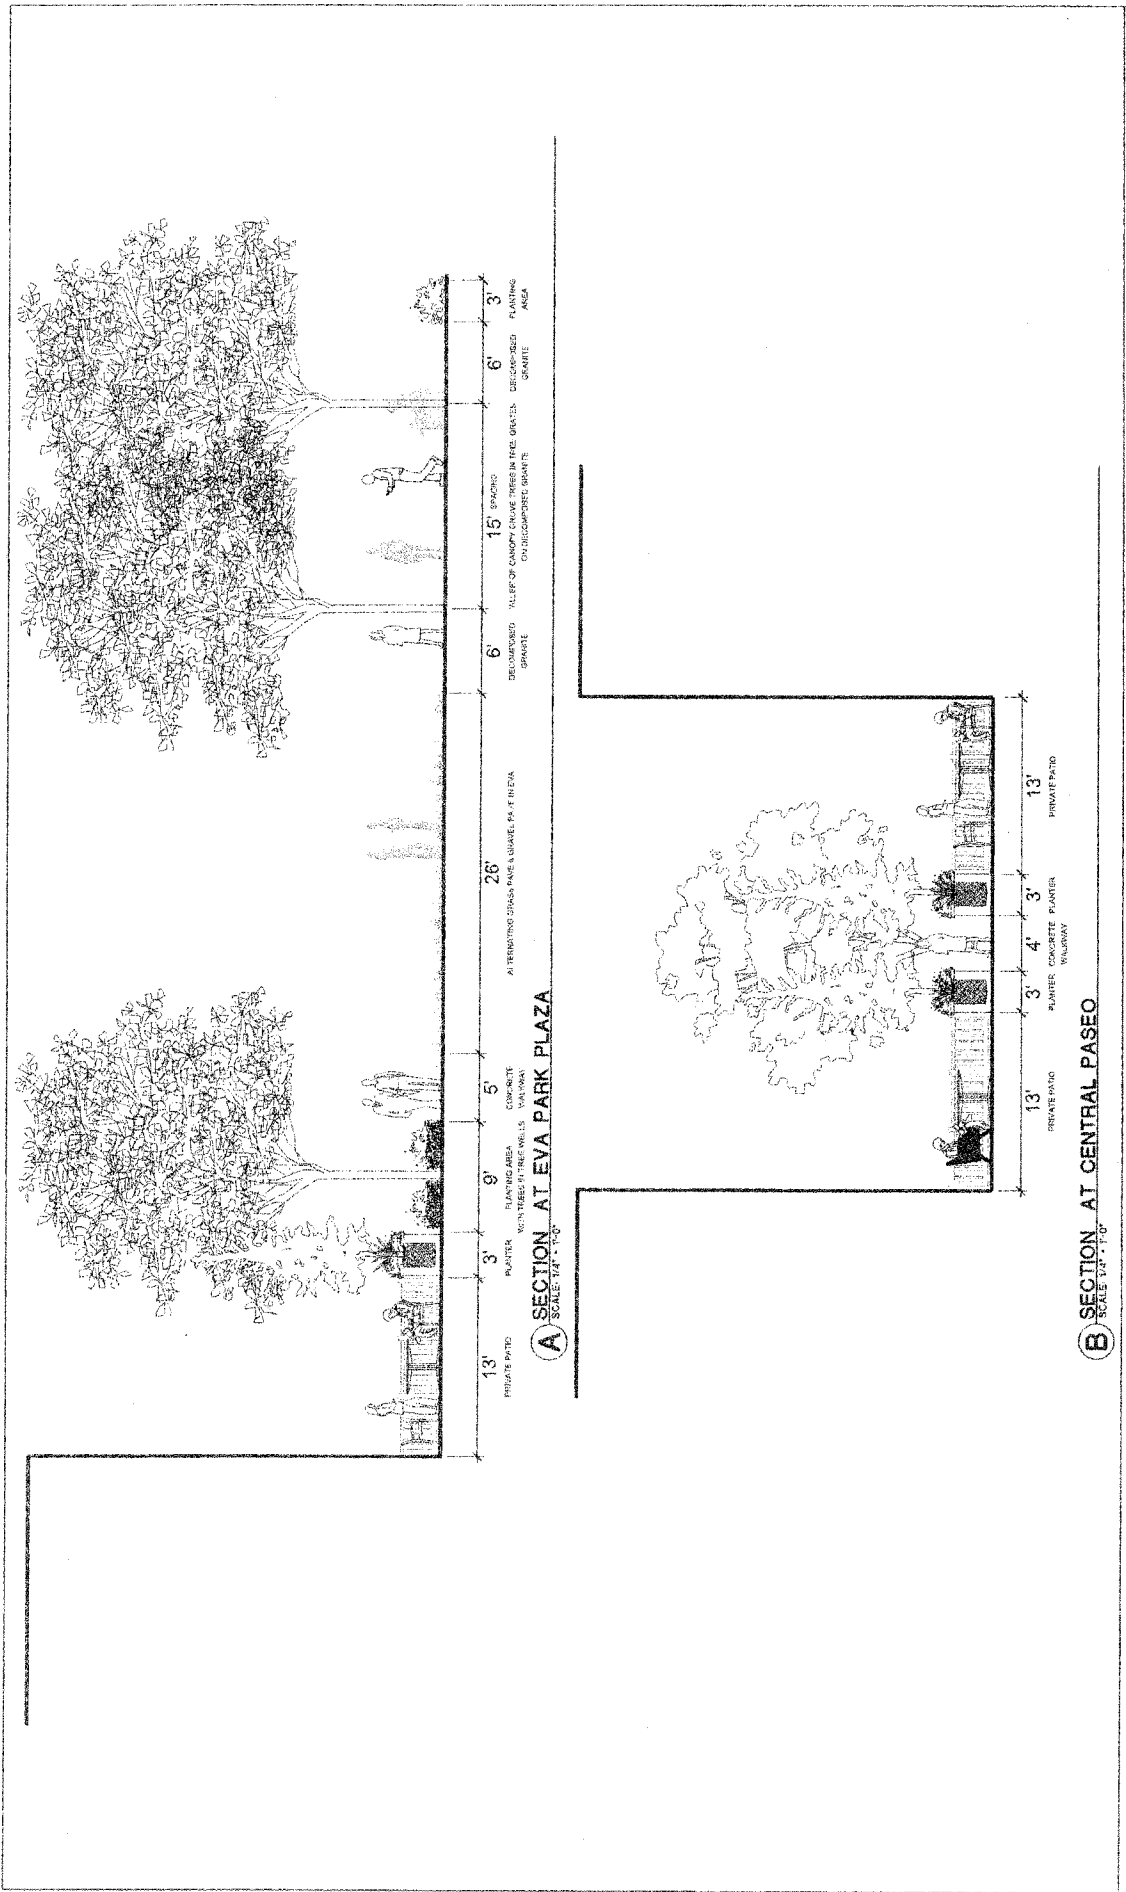 13'
3'
9'
5'
26'
6'
15' SPACING
6'
3'
PRIVATE PATIO
PLANTER
PLANTING AREA
WITH TREES IN TREE WELLS
CONCRETE
WALKWAY
ALTERNATING GRASS PAVE & GRAVEL PAVE IN EVA
DECOMPOSED
GRANITE
CANOPY GROVE TREES IN TREE GRATES
ON DECOMPOSED GRANITE
DECOMPOSED
GRANITE
PLANTING
AREA
A SECTION AT EVA PARK PLAZA
SCALE: 1/4" = 1'-0"
13'
3'
4'
3'
13'
PRIVATE PATIO
PLANTER
CONCRETE
WALKWAY
PLANTER
PRIVATE PATIO
B SECTION AT CENTRAL PASEO
SCALE: 1/4" = 1'-0"